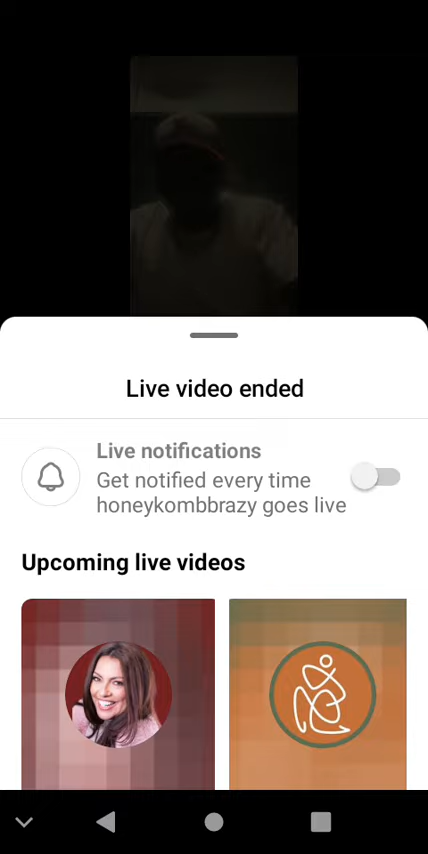 Live video ended
Live notifications
Get notified every time
honeykombbrazy goes live
Upcoming live videos